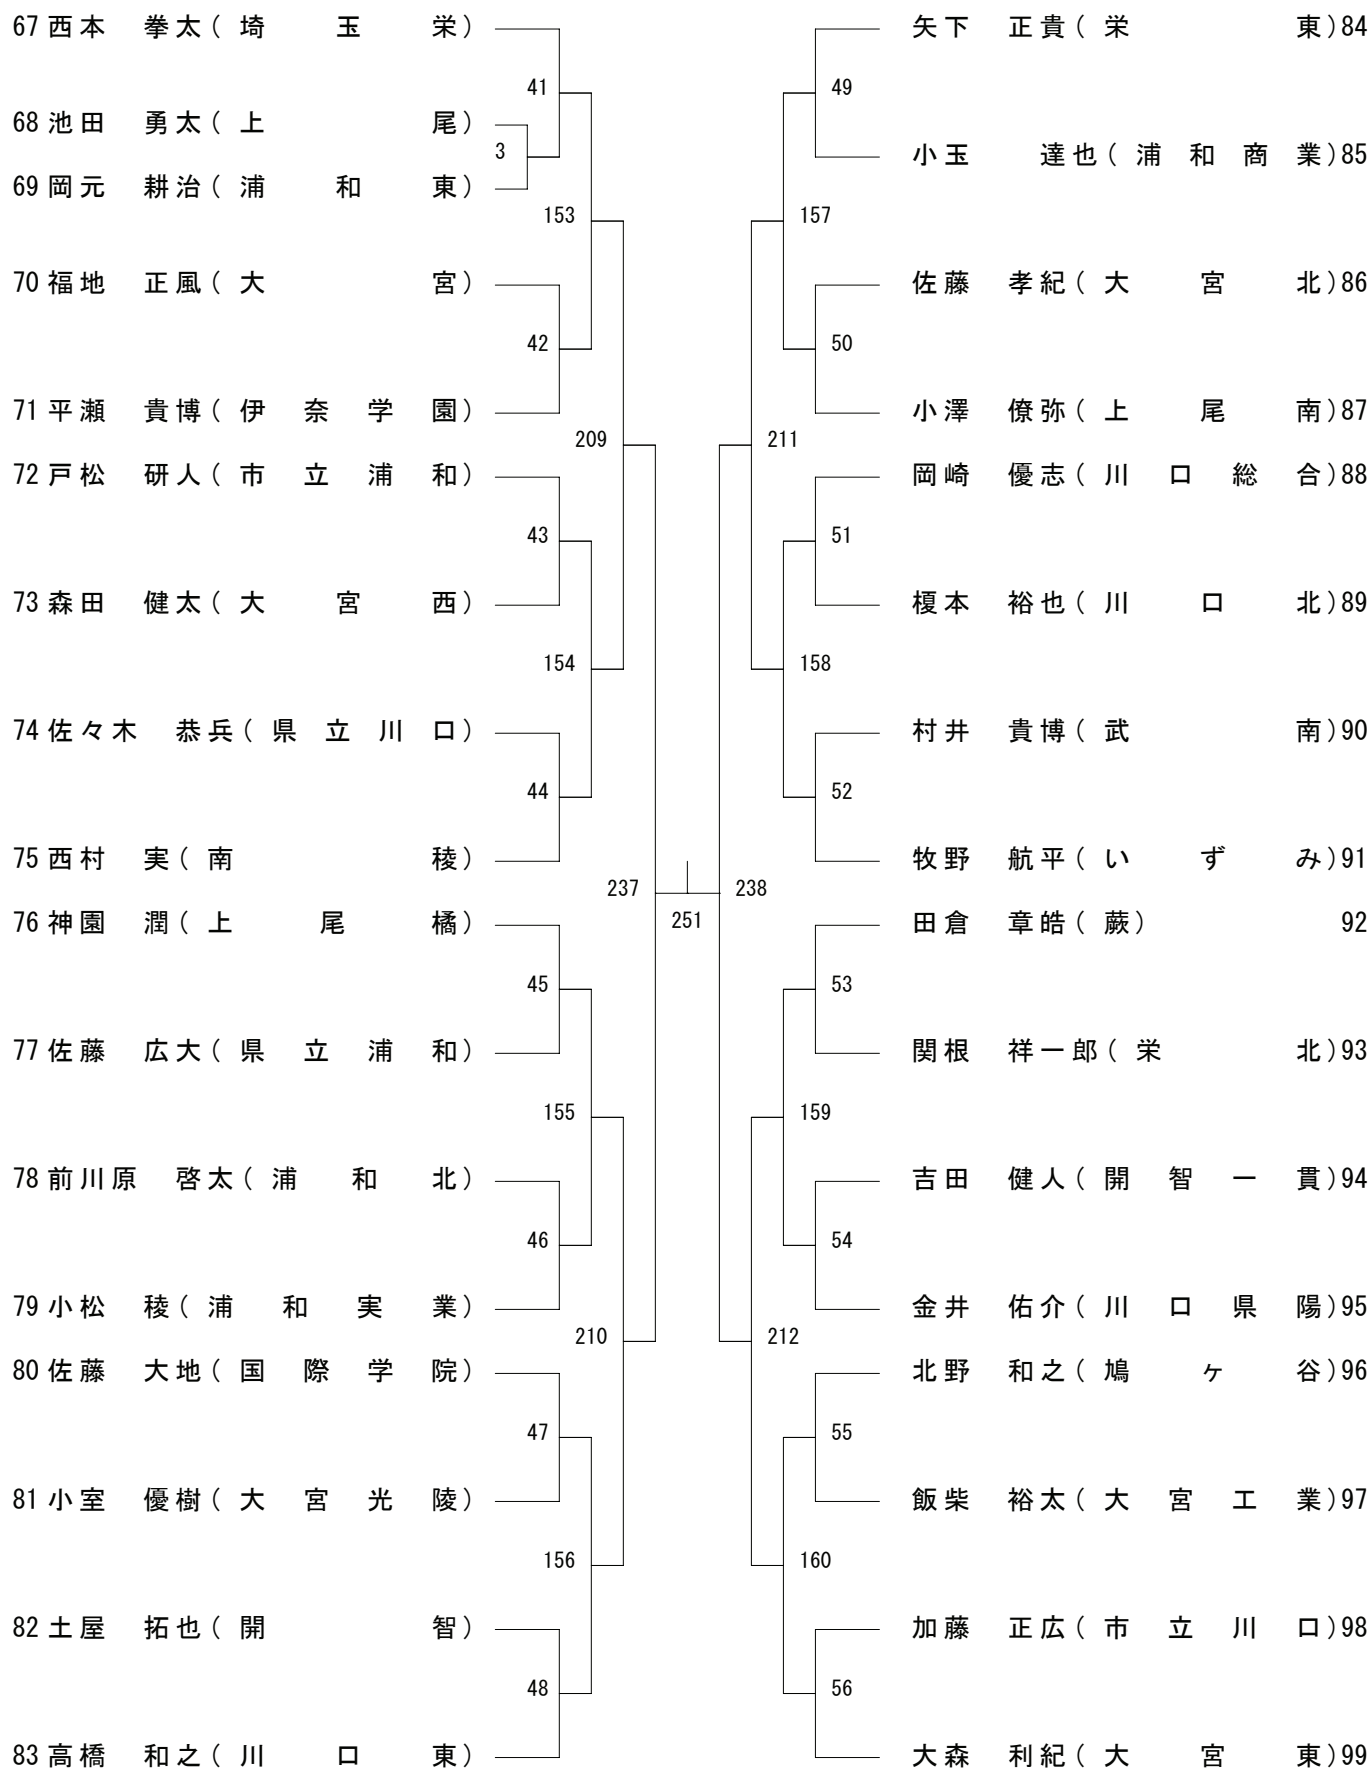 67 西本 拳太(埼玉栄)
41
68 池田 勇太(上尾)
3
69 岡元 耕治(浦和東)
153
70 福地 正風(大宮)
42
71 平瀬 貴博(伊奈学園)
209
72 戸松 研人(市立浦和)
43
73 森田 健太(大宮西)
154
74 佐々木 恭兵(県立川口)
44
75 西村 実(南稜)
237
76 神園 潤(上尾橘)
45
77 佐藤 広大(県立浦和)
155
78 前川原 啓太(浦和北)
46
79 小松 稜(浦和実業)
210
80 佐藤 大地(国際学院)
47
81 小室 優樹(大宮光陵)
156
82 土屋 拓也(開智)
48
83 高橋 和之(川口東)
251
矢下 正貴(栄東)84
49
小玉 達也(浦和商業)85
157
佐藤 孝紀(大宮北)86
50
小澤 僚弥(上尾南)87
211
岡崎 優志(川口総合)88
51
榎本 裕也(川口北)89
158
村井 貴博(武南)90
52
牧野 航平(いずみ)91
238
田倉 章皓(蕨) 92
53
関根 祥一郎(栄北)93
159
吉田 健人(開智一貫)94
54
金井 佑介(川口県陽)95
212
北野 和之(鳩ヶ谷)96
55
飯柴 裕太(大宮工業)97
160
加藤 正広(市立川口)98
56
大森 利紀(大宮東)99